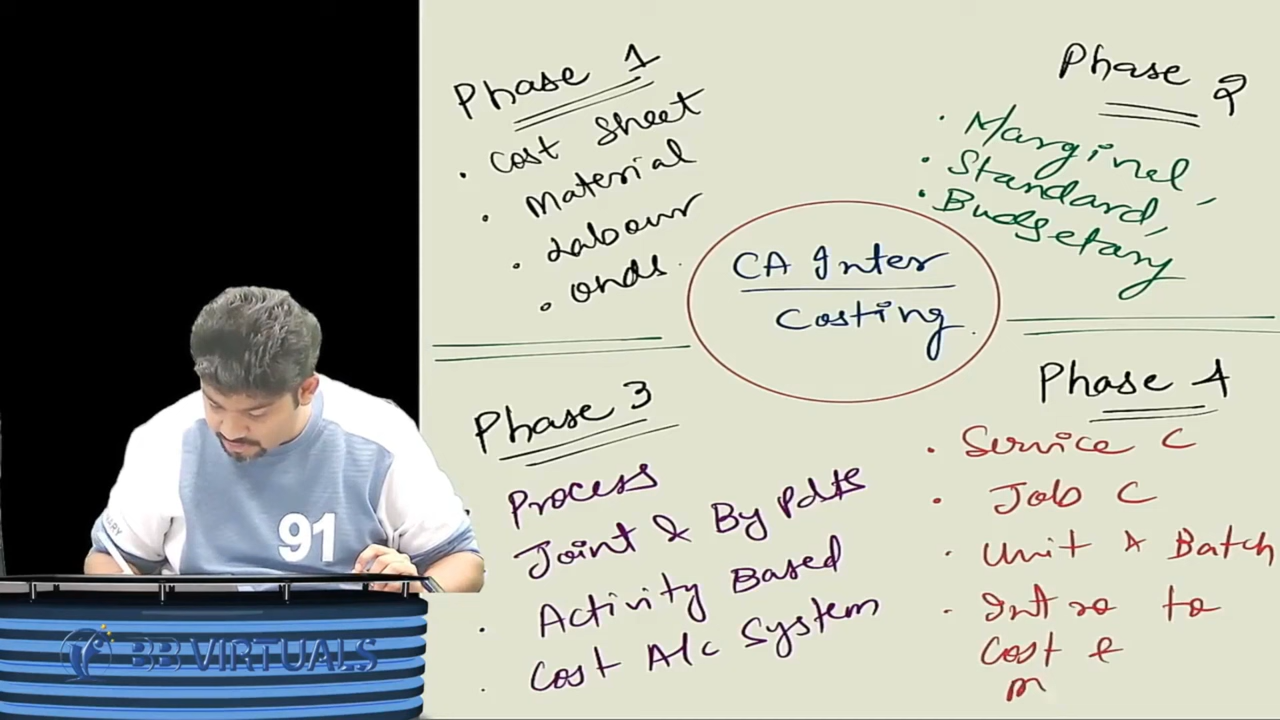 Phase 1
• Cost Sheet
• Material
• Labour
• OHDs.
Phase 2
• Marginal,
• Standard,
• Budgetary
CA Inter
Costing
Phase 3
• Process
Joint & By Pdts
• Activity Based
• Cost A/c System
Phase 4
• Service C
• Job C
• Unit & Batch
• Intro to
Cost &
m
91
BB VIRTUALS